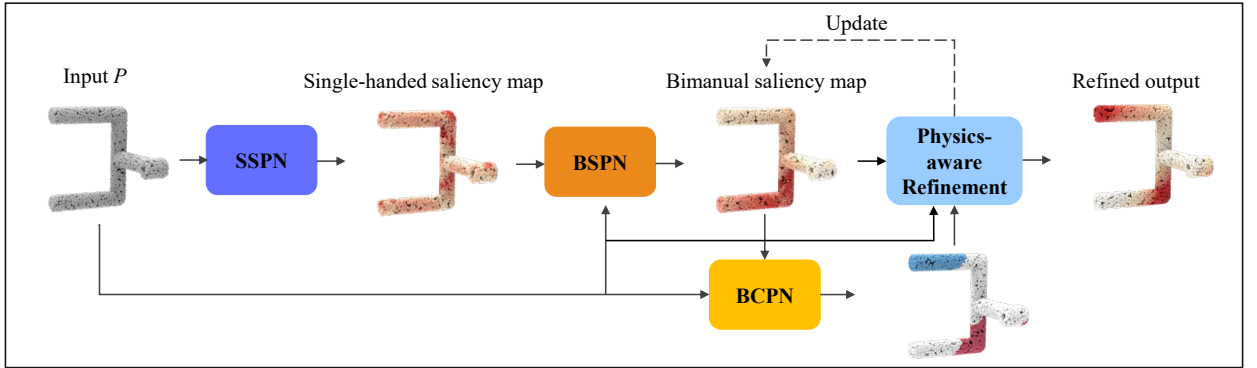 Update
Input P
Single-handed saliency map
Bimanual saliency map
Refined output
SSPN
BSPN
Physics-
aware
Refinement
BCPN